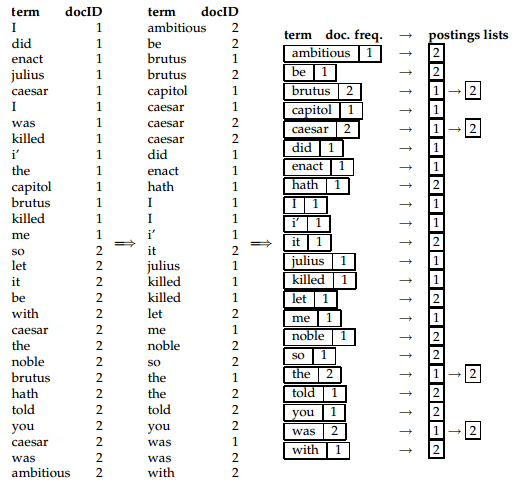 term docID
I 1
did 1
enact 1
julius 1
caesar 1
I 1
was 1
killed 1
i’ 1
the 1
capitol 1
brutus 1
killed 1
me 1
so 2
let 2
it 2
be 2
with 2
caesar 2
the 2
noble 2
brutus 2
hath 2
told 2
you 2
caesar 2
was 2
ambitious 2
⟹
term docID
ambitious 2
be 2
brutus 1
brutus 2
capitol 1
caesar 1
caesar 2
caesar 2
did 1
enact 1
hath 1
I 1
I 1
i’ 1
it 2
julius 1
killed 1
killed 1
let 2
me 1
noble 2
so 2
the 1
the 2
told 2
you 2
was 1
was 2
with 2
⟹
term doc. freq. → postings lists
ambitious 1 → 2
be 1 → 2
brutus 2 → 1 → 2
capitol 1 → 1
caesar 2 → 1 → 2
did 1 → 1
enact 1 → 1
hath 1 → 2
I 1 → 1
i’ 1 → 1
it 1 → 2
julius 1 → 1
killed 1 → 1
let 1 → 2
me 1 → 1
noble 1 → 2
so 1 → 2
the 2 → 1 → 2
told 1 → 2
you 1 → 2
was 2 → 1 → 2
with 1 → 2